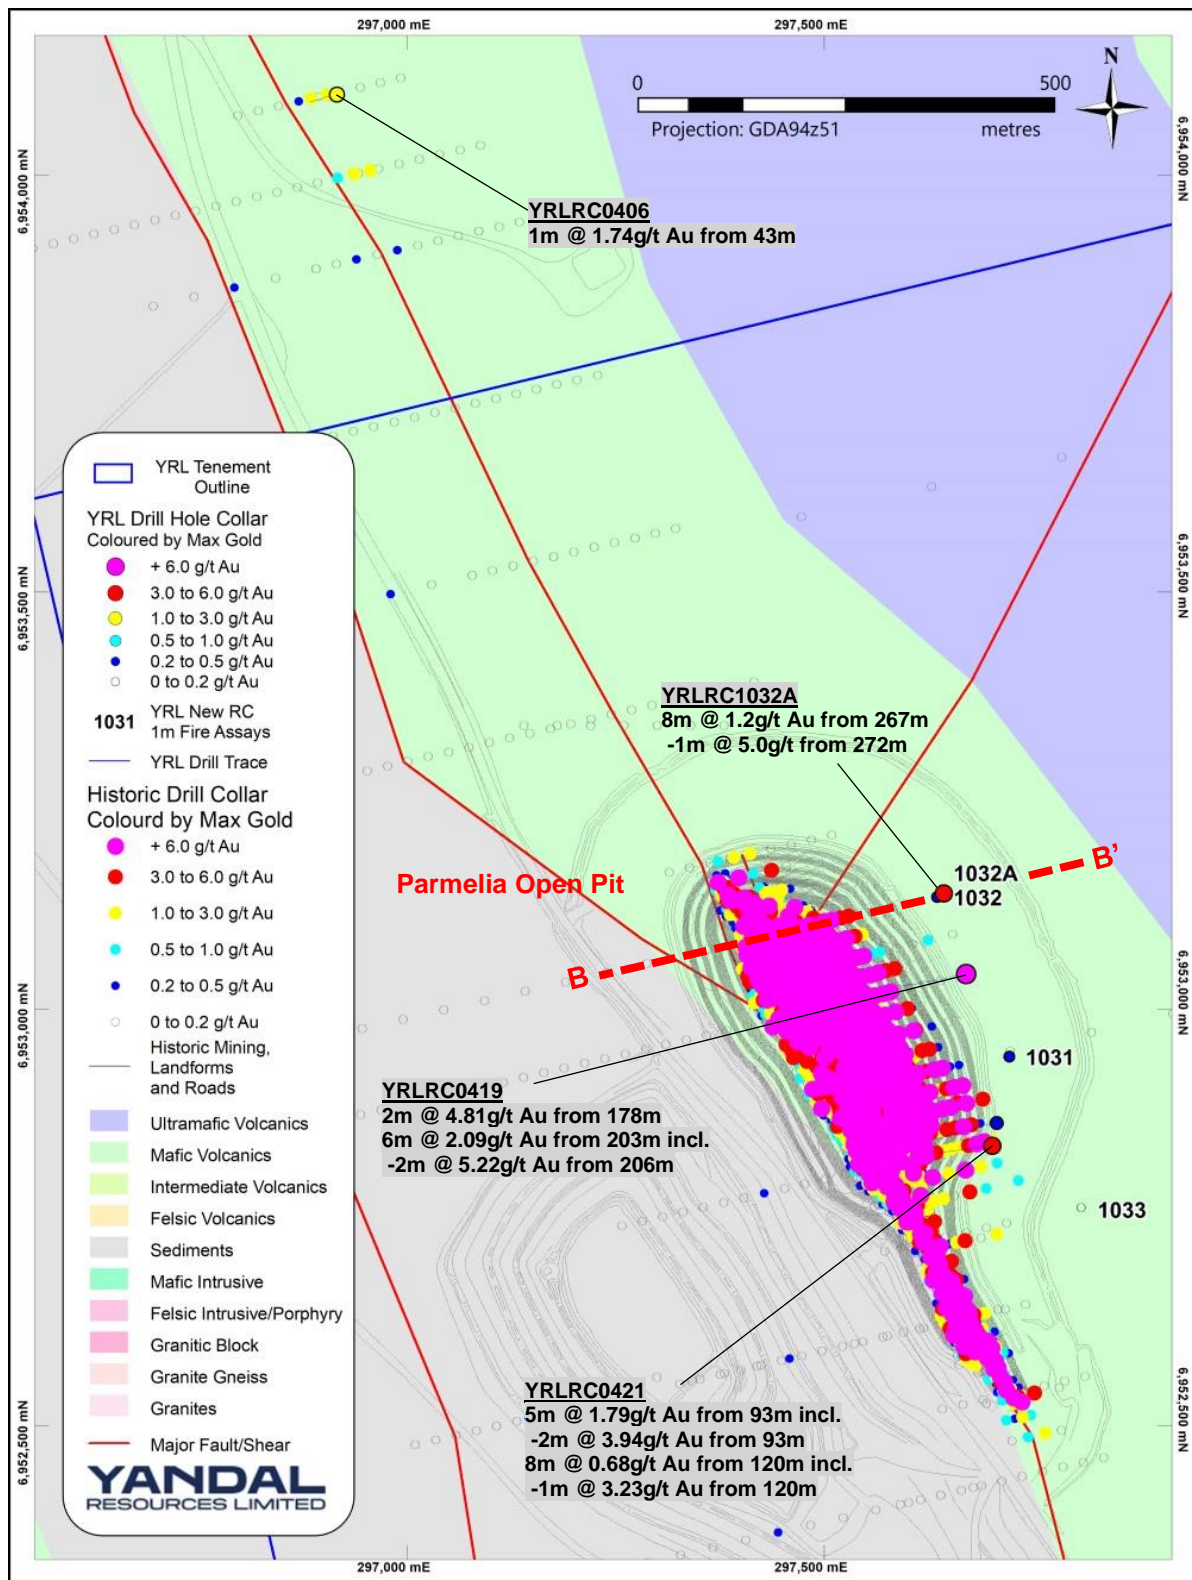 297,000 mE
297,500 mE
N
0
500
Projection: GDA94z51
metres
6,954,000 mN
6,954,000 mN
YRLRC0406
1m @ 1.74g/t Au from 43m
YRL Tenement
Outline
YRL Drill Hole Collar
Coloured by Max Gold
+ 6.0 g/t Au
3.0 to 6.0 g/t Au
1.0 to 3.0 g/t Au
0.5 to 1.0 g/t Au
0.2 to 0.5 g/t Au
0 to 0.2 g/t Au
1031
YRL New RC
1m Fire Assays
YRL Drill Trace
Historic Drill Collar
Colourd by Max Gold
+ 6.0 g/t Au
3.0 to 6.0 g/t Au
1.0 to 3.0 g/t Au
0.5 to 1.0 g/t Au
0.2 to 0.5 g/t Au
0 to 0.2 g/t Au
Historic Mining,
Landforms
and Roads
Ultramafic Volcanics
Mafic Volcanics
Intermediate Volcanics
Felsic Volcanics
Sediments
Mafic Intrusive
Felsic Intrusive/Porphyry
Granitic Block
Granite Gneiss
Granites
Major Fault/Shear
YANDAL
RESOURCES LIMITED
6,953,500 mN
6,953,500 mN
YRLRC1032A
8m @ 1.2g/t Au from 267m
-1m @ 5.0g/t from 272m
Parmelia Open Pit
B'
1032A
1032
B
6,953,000 mN
6,953,000 mN
1031
YRLRC0419
2m @ 4.81g/t Au from 178m
6m @ 2.09g/t Au from 203m incl.
-2m @ 5.22g/t Au from 206m
1033
YRLRC0421
5m @ 1.79g/t Au from 93m incl.
-2m @ 3.94g/t Au from 93m
8m @ 0.68g/t Au from 120m incl.
-1m @ 3.23g/t Au from 120m
6,952,500 mN
6,952,500 mN
297,000 mE
297,500 mE